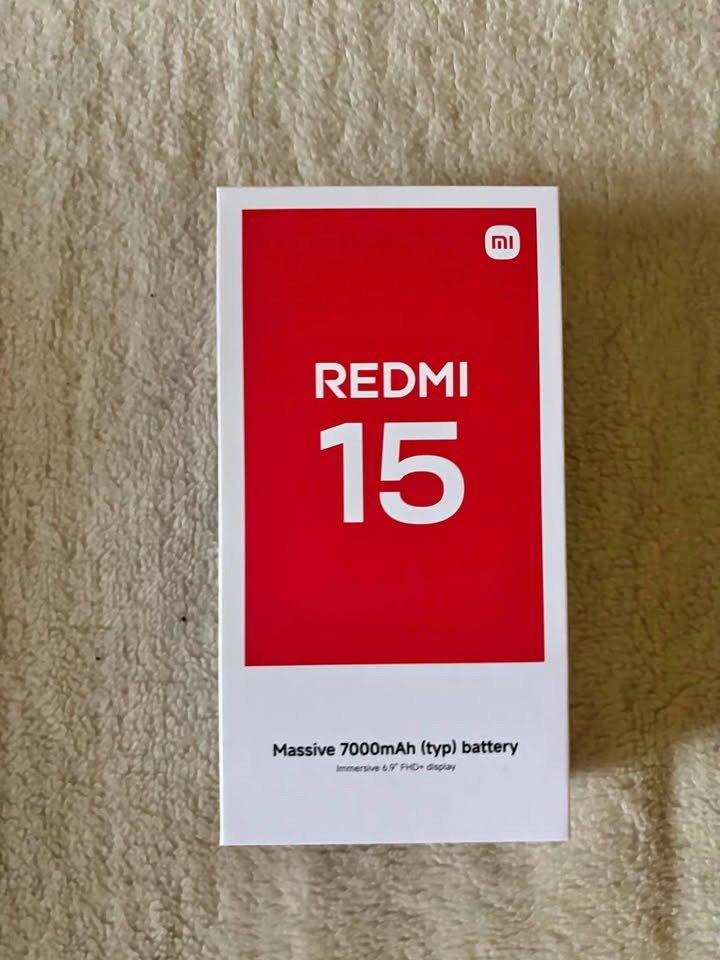 mi
REDMI
15
Massive 7000mAh (typ) battery
Immersive 6.9" FHD+ display